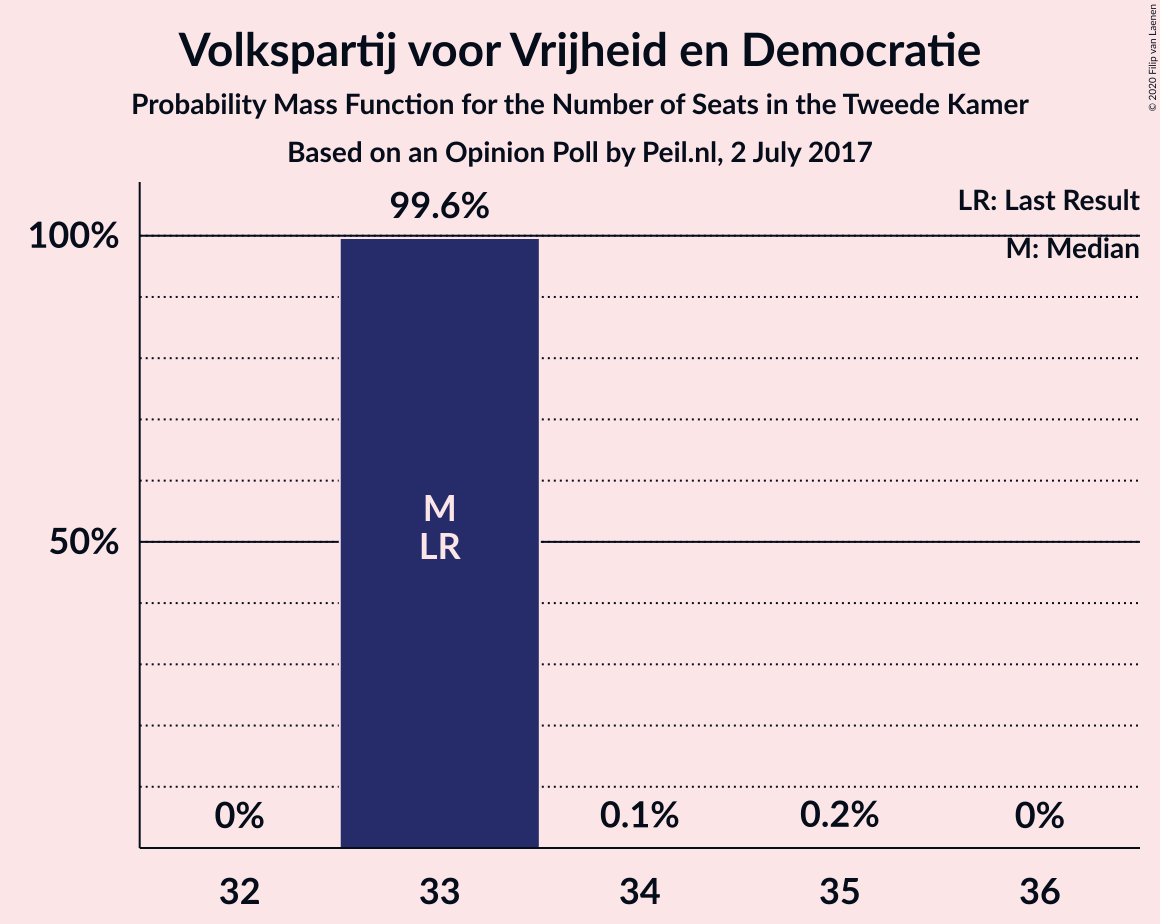 Volkspartij voor Vrijheid en Democratie
Probability Mass Function for the Number of Seats in the Tweede Kamer
Based on an Opinion Poll by Peil.nl, 2 July 2017
© 2020 Filip van Laenen
LR: Last Result
M: Median
99.6%
100%
50%
M
LR
0%
0.1%
0.2%
0%
32
33
34
35
36